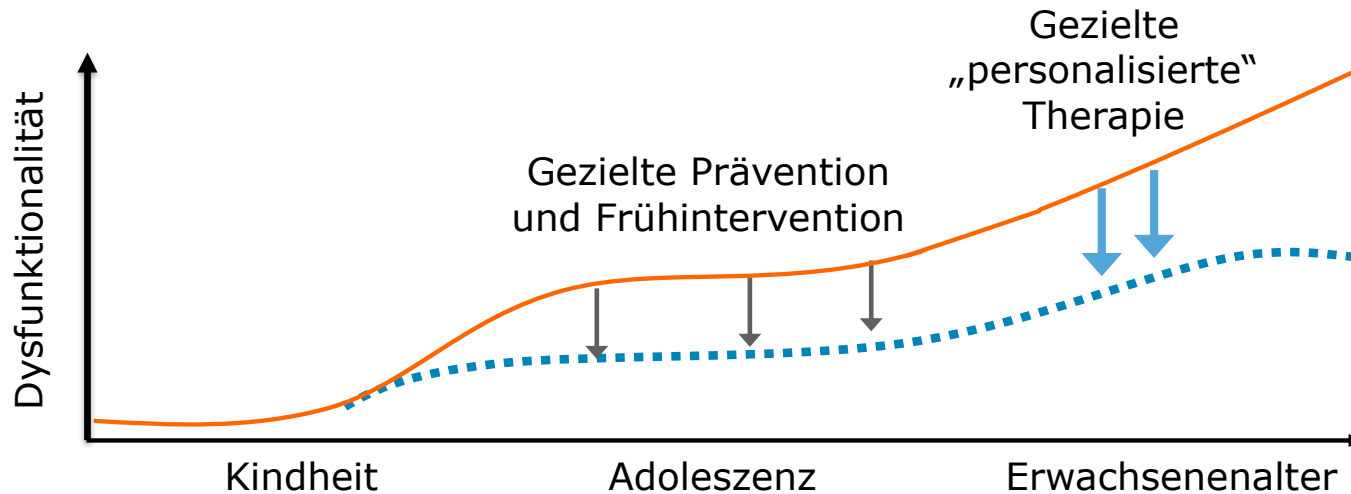 Gezielte
„personalisierte“
Therapie
Gezielte Prävention
und Frühintervention
Dysfunktionalität
Kindheit
Adoleszenz
Erwachsenenalter